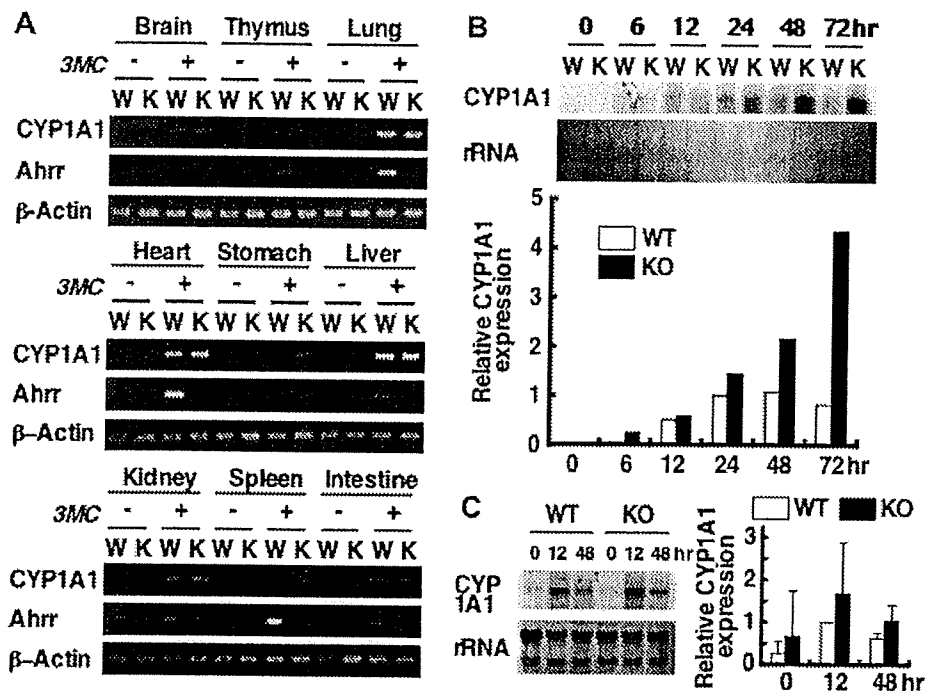 A
Brain Thymus Lung
3MC - + - + - +
W K W K W K W K W K W K
CYP1A1
Ahrr
β-Actin
Heart Stomach Liver
3MC - + - + - +
W K W K W K W K W K W K
CYP1A1
Ahrr
β-Actin
Kidney Spleen Intestine
3MC - + - + - +
W K W K W K W K W K W K
CYP1A1
Ahrr
β-Actin
B
0 6 12 24 48 72hr
W K W K W K W K W K W K
CYP1A1
rRNA
Relative CYP1A1
expression
5
4
3
2
1
0
WT
KO
0 6 12 24 48 72hr
C
WT KO
0 12 48 0 12 48 hr
CYP
1A1
rRNA
WT KO
Relative CYP1A1
expression
3
2
1
0
0 12 48 hr